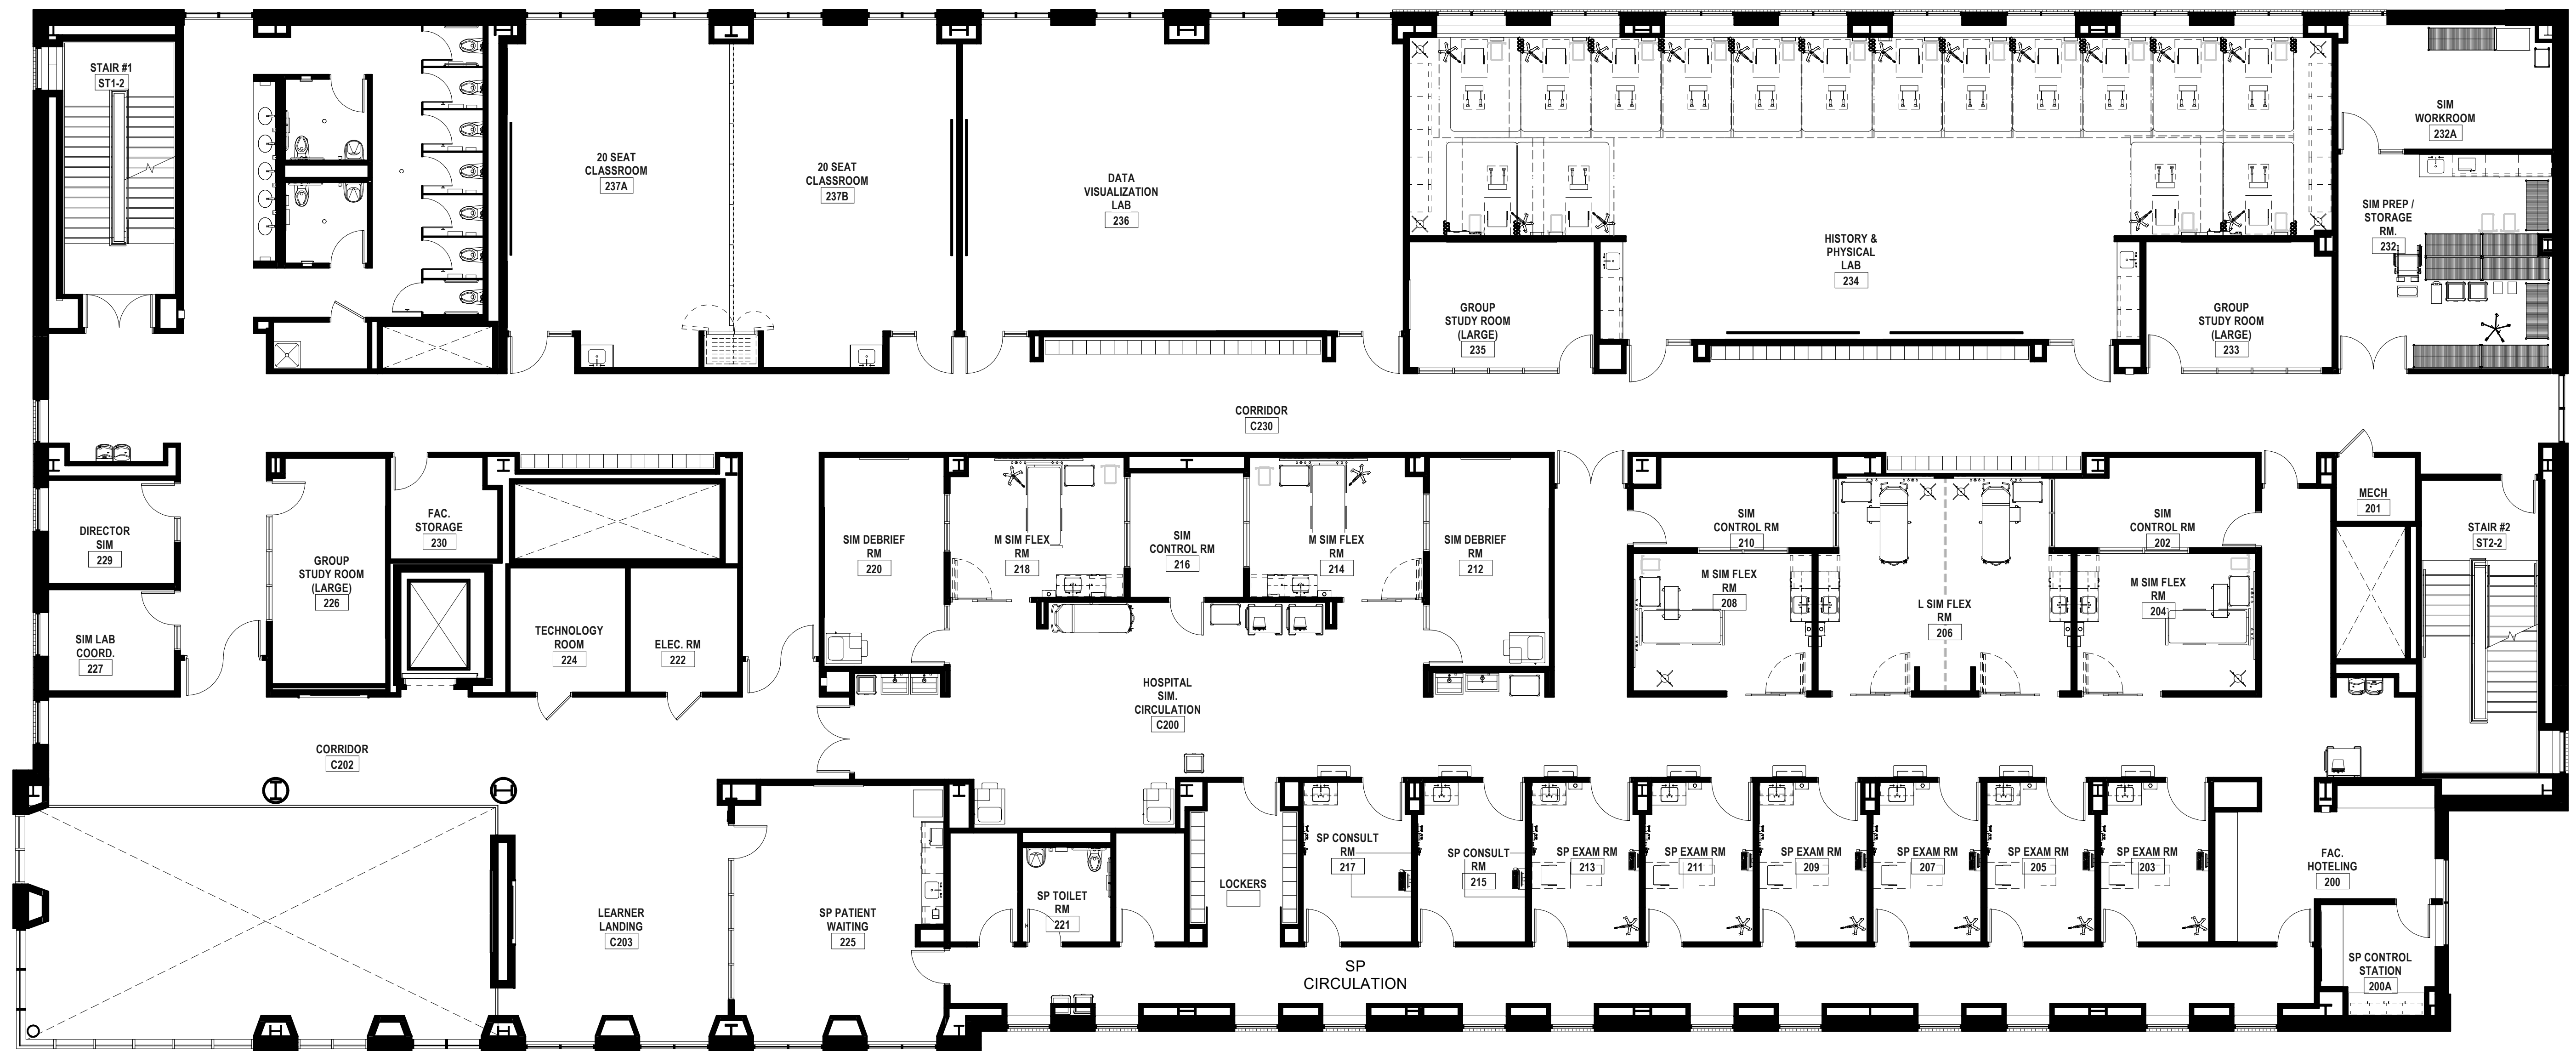 STAIR #1
ST1-2
20 SEAT
CLASSROOM
237A
20 SEAT
CLASSROOM
237B
DATA
VISUALIZATION
LAB
236
HISTORY &
PHYSICAL
LAB
234
GROUP
STUDY ROOM
(LARGE)
235
GROUP
STUDY ROOM
(LARGE)
233
SIM
WORKROOM
232A
SIM PREP /
STORAGE
RM.
232
CORRIDOR
C230
DIRECTOR
SIM
229
SIM LAB
COORD.
227
GROUP
STUDY ROOM
(LARGE)
226
FAC.
STORAGE
230
TECHNOLOGY
ROOM
224
ELEC. RM
222
SIM DEBRIEF
RM
220
M SIM FLEX
RM
218
SIM
CONTROL RM
216
M SIM FLEX
RM
214
SIM DEBRIEF
RM
212
SIM
CONTROL RM
210
M SIM FLEX
RM
208
L SIM FLEX
RM
206
SIM
CONTROL RM
202
M SIM FLEX
RM
204
MECH
201
STAIR #2
ST2-2
HOSPITAL
SIM.
CIRCULATION
C200
CORRIDOR
C202
LEARNER
LANDING
C203
SP PATIENT
WAITING
225
SP TOILET
RM
221
LOCKERS
SP CONSULT
RM
217
SP CONSULT
RM
215
SP EXAM RM
213
SP EXAM RM
211
SP EXAM RM
209
SP EXAM RM
207
SP EXAM RM
205
SP EXAM RM
203
FAC.
HOTELING
200
SP CONTROL
STATION
200A
SP
CIRCULATION